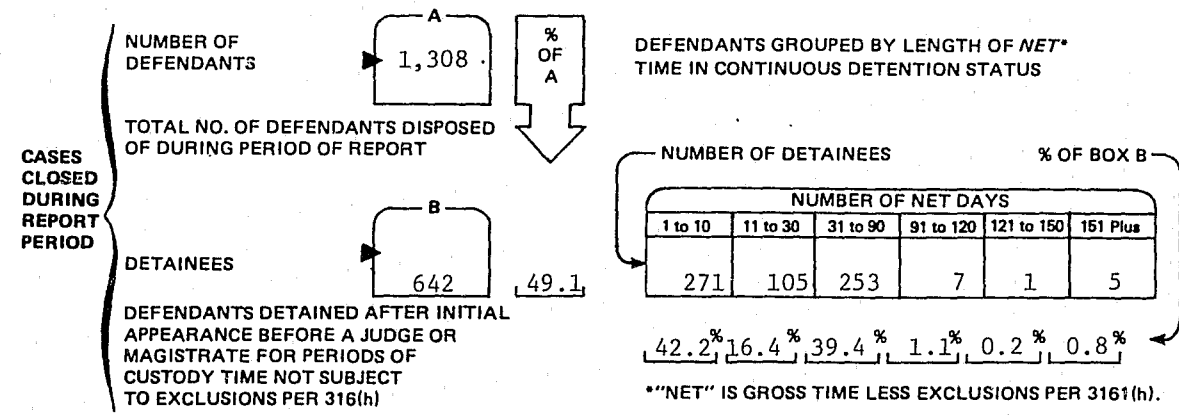 CASES
CLOSED
DURING
REPORT
PERIOD
NUMBER OF
DEFENDANTS
A
1,308
%
OF
A
TOTAL NO. OF DEFENDANTS DISPOSED
OF DURING PERIOD OF REPORT
B
DETAINEES
642
49.1
DEFENDANTS DETAINED AFTER INITIAL
APPEARANCE BEFORE A JUDGE OR
MAGISTRATE FOR PERIODS OF
CUSTODY TIME NOT SUBJECT
TO EXCLUSIONS PER 316(h)
DEFENDANTS GROUPED BY LENGTH OF NET*
TIME IN CONTINUOUS DETENTION STATUS
NUMBER OF DETAINEES % OF BOX B
NUMBER OF NET DAYS
1 to 10 11 to 30 31 to 90 91 to 120 121 to 150 151 Plus
271 105 253 7 1 5
42.2% 16.4% 39.4% 1.1% 0.2% 0.8%
*"NET" IS GROSS TIME LESS EXCLUSIONS PER 3161(h).